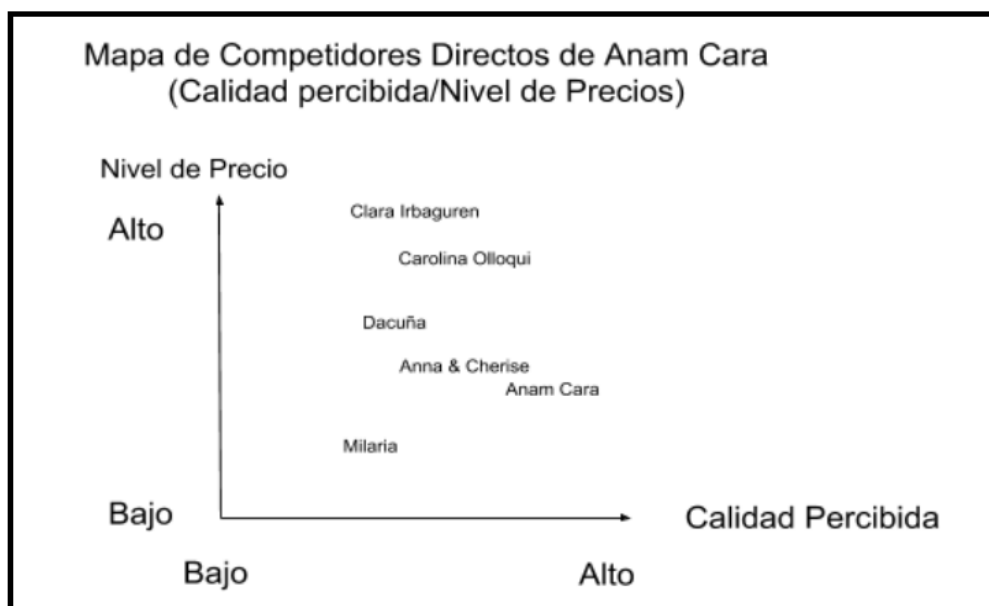 Mapa de Competidores Directos de Anam Cara
(Calidad percibida/Nivel de Precios)
Nivel de Precio
Alto
Clara Irbaguren
Carolina Olloqui
Dacuña
Anna & Cherise
Anam Cara
Milaria
Bajo
Calidad Percibida
Bajo
Alto